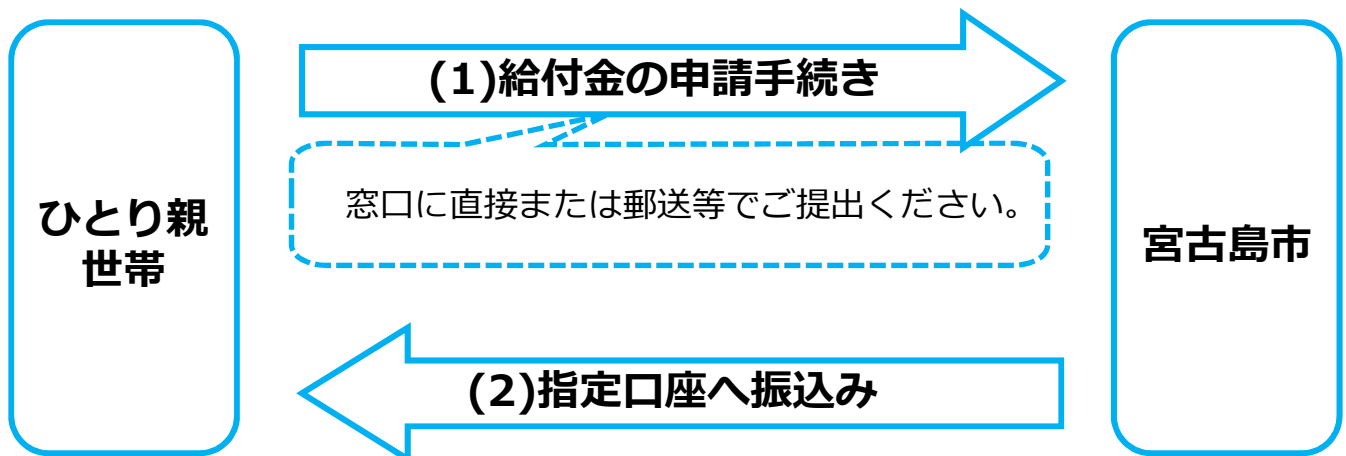 ひとり親
世帯
(1)給付金の申請手続き
窓口に直接または郵送等でご提出ください。
(2)指定口座へ振込み
宮古島市